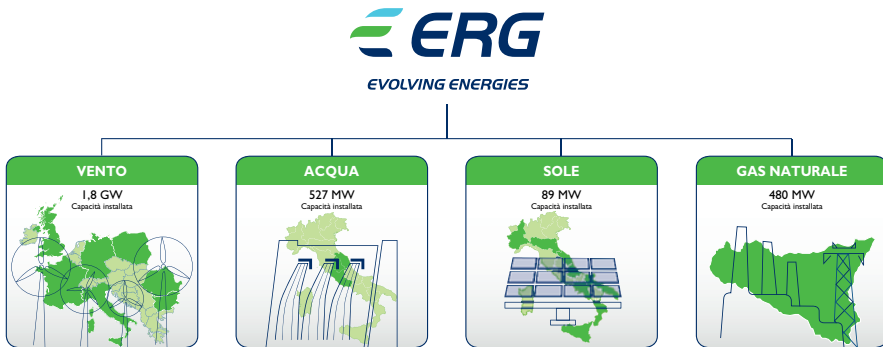 ERG
EVOLVING ENERGIES
VENTO
1,8 GW
Capacità installata
ACQUA
527 MW
Capacità installata
SOLE
89 MW
Capacità installata
GAS NATURALE
480 MW
Capacità installata